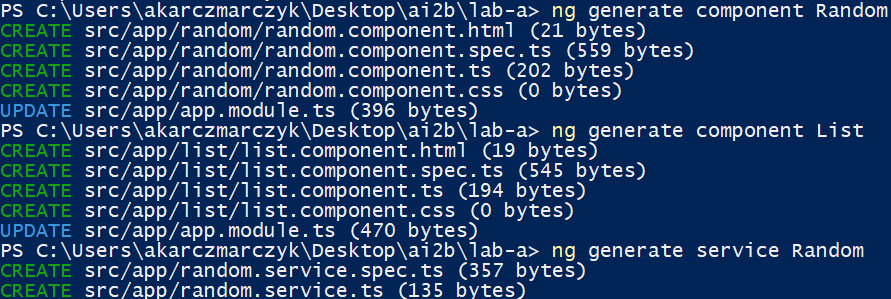 PS C:\Users\akarczmarczyk\Desktop\ai2b\lab-a> ng generate component Random
CREATE src/app/random/random.component.html (21 bytes)
CREATE src/app/random/random.component.spec.ts (559 bytes)
CREATE src/app/random/random.component.ts (202 bytes)
CREATE src/app/random/random.component.css (0 bytes)
UPDATE src/app/app.module.ts (396 bytes)
PS C:\Users\akarczmarczyk\Desktop\ai2b\lab-a> ng generate component List
CREATE src/app/list/list.component.html (19 bytes)
CREATE src/app/list/list.component.spec.ts (545 bytes)
CREATE src/app/list/list.component.ts (194 bytes)
CREATE src/app/list/list.component.css (0 bytes)
UPDATE src/app/app.module.ts (470 bytes)
PS C:\Users\akarczmarczyk\Desktop\ai2b\lab-a> ng generate service Random
CREATE src/app/random.service.spec.ts (357 bytes)
CREATE src/app/random.service.ts (135 bytes)